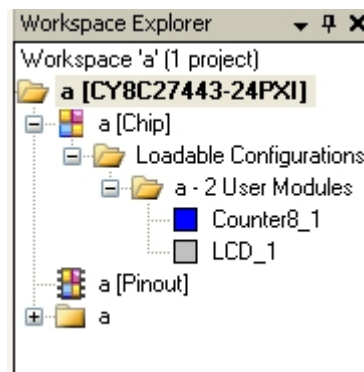 Workspace Explorer
Workspace 'a' (1 project)
a [CY8C27443-24PXI]
a [Chip]
Loadable Configurations
a - 2 User Modules
Counter8_1
LCD_1
a [Pinout]
a